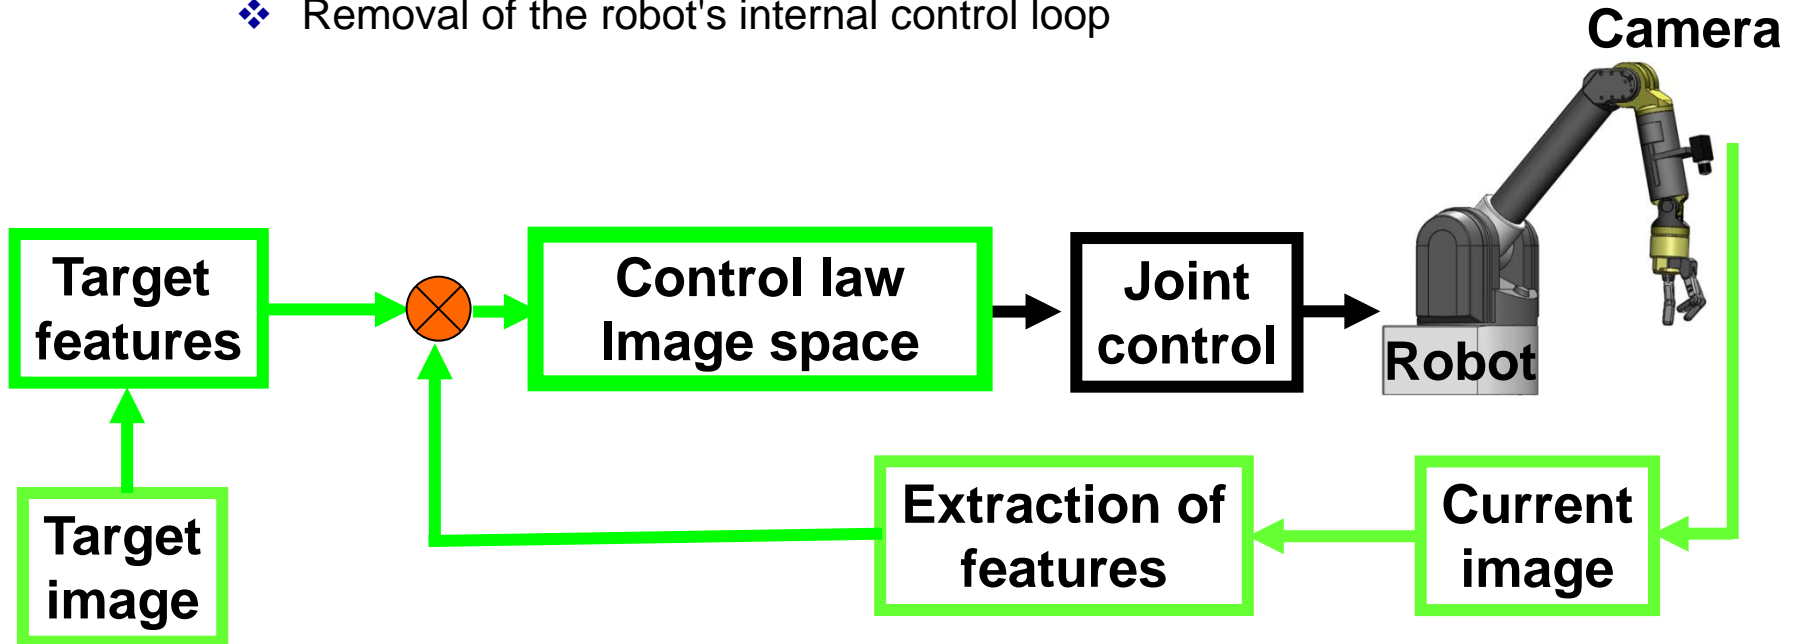 Removal of the robot's internal control loop
Camera
Target
features
Control law
Image space
Joint
control
Robot
Target
image
Extraction of
features
Current
image